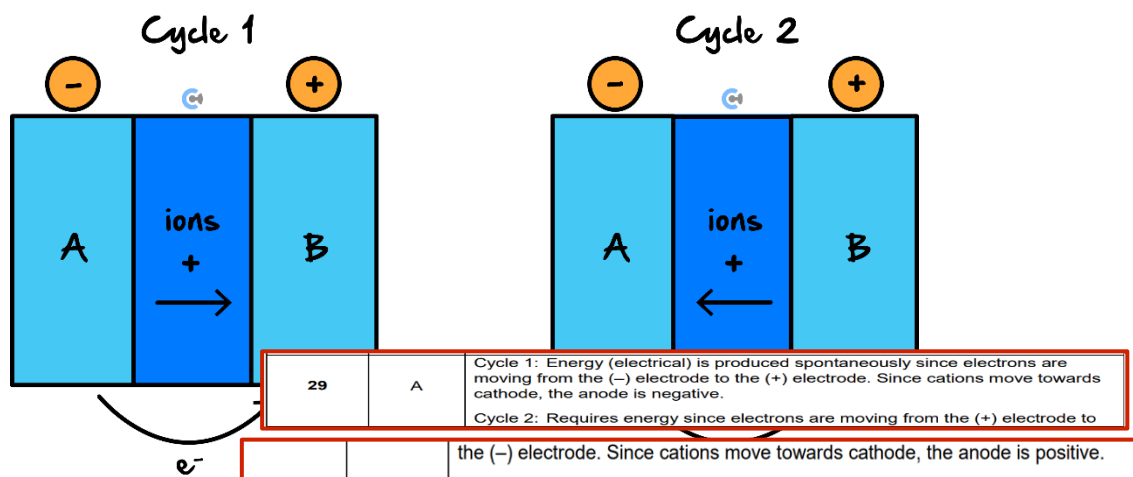 Cycle 1
Cycle 2
- +
- +
A ions + B
A ions + B
29 A Cycle 1: Energy (electrical) is produced spontaneously since electrons are
moving from the (–) electrode to the (+) electrode. Since cations move towards
cathode, the anode is negative.
Cycle 2: Requires energy since electrons are moving from the (+) electrode to
the (–) electrode. Since cations move towards cathode, the anode is positive.
e-